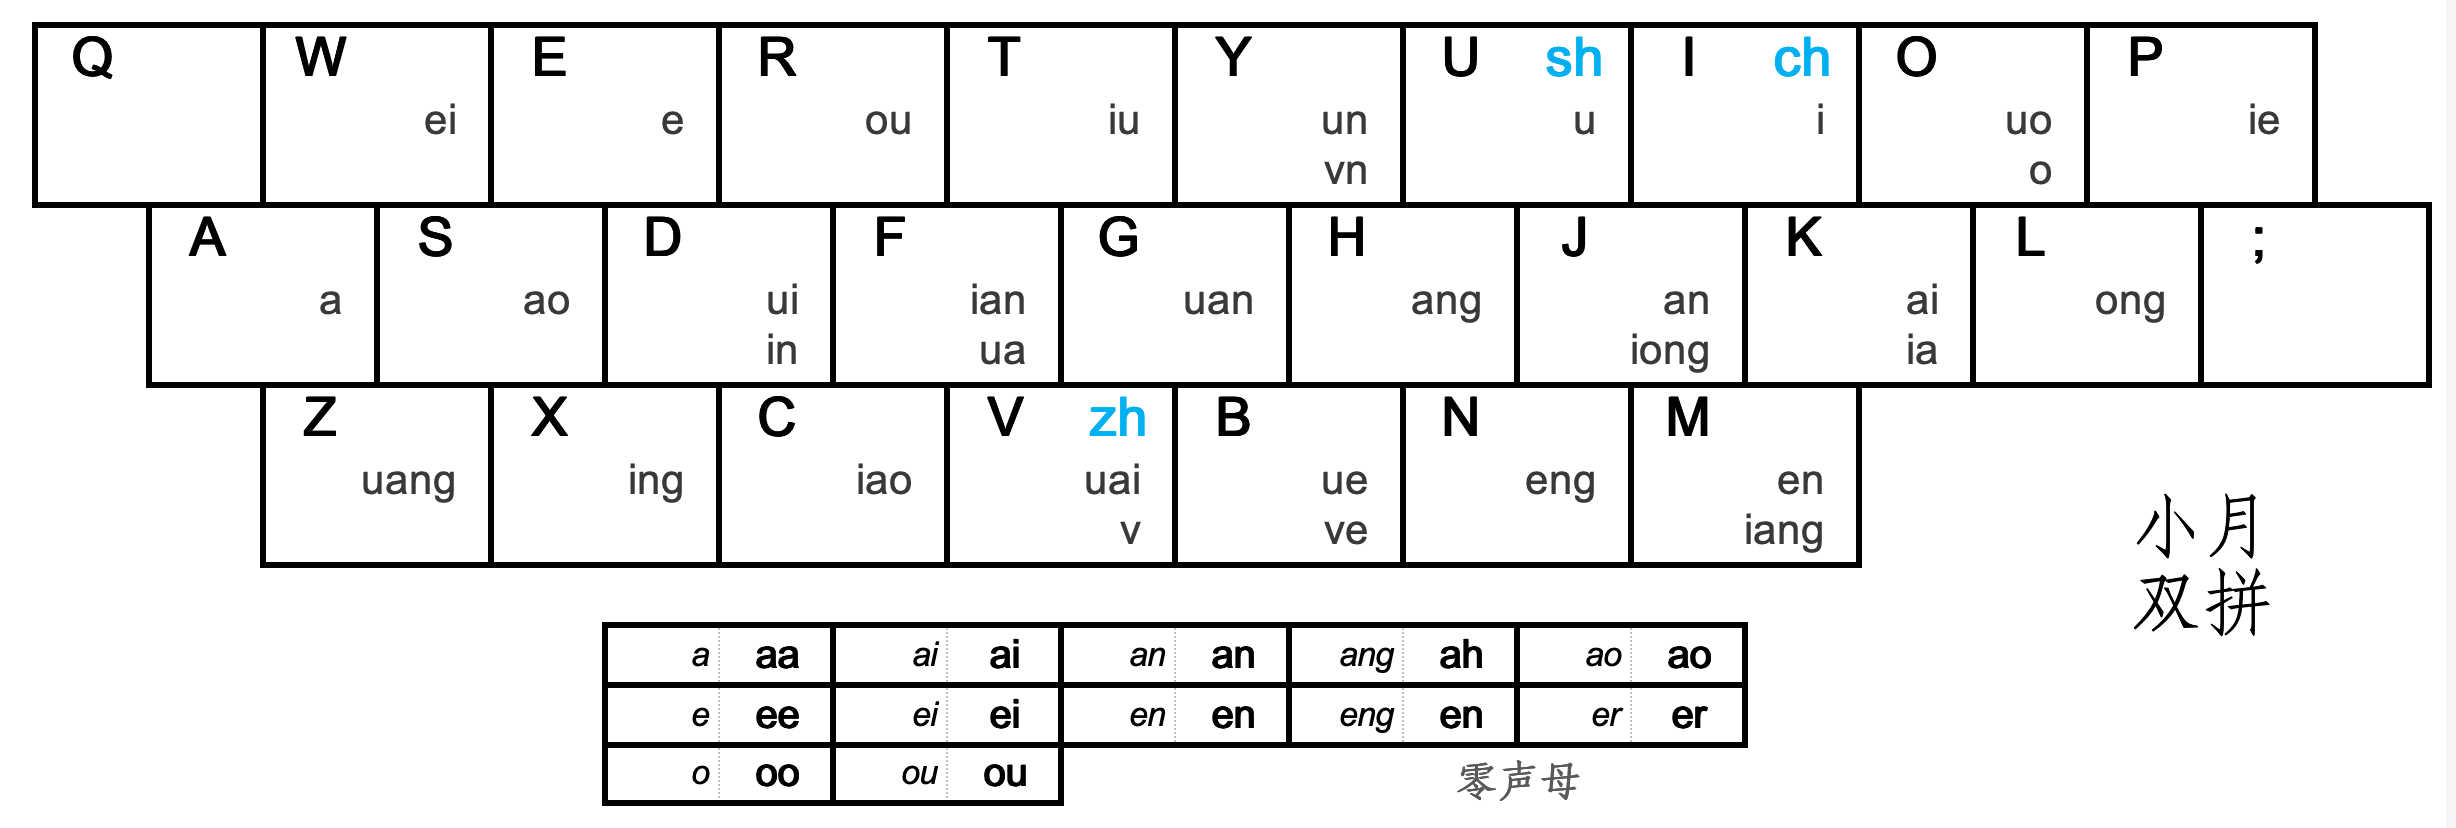 Q W E R T Y U sh I ch O P
ei e ou iu un u i uo ie
vn o
A S D F G H J K L ;
a ao ui ian uan ang an ai ong
in ua iong ia
Z X C V zh B N M
uang ing iao uai ue eng en
v ve iang
小月
双拼
a aa ai ai an an ang ah ao ao
e ee ei ei en en eng en er er
o oo ou ou
零声母